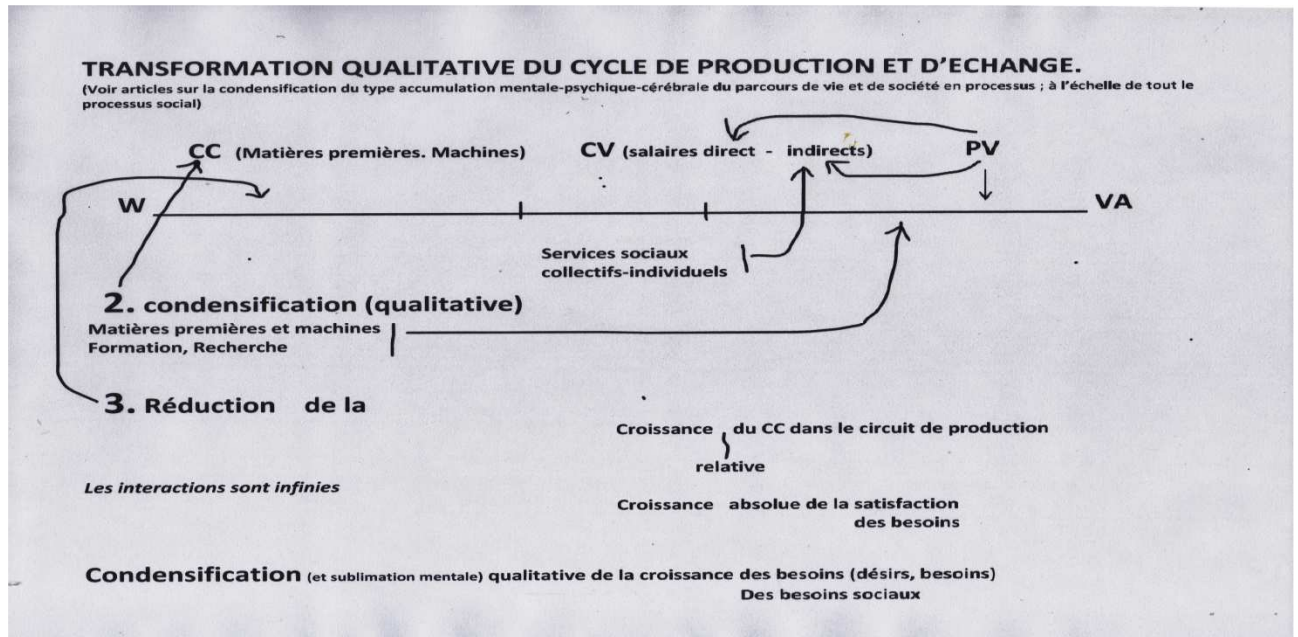 TRANSFORMATION QUALITATIVE DU CYCLE DE PRODUCTION ET D'ECHANGE.
(Voir articles sur la condensification du type accumulation mentale-psychique-cérébrale du parcours de vie et de société en processus ; à l'échelle de tout le
processus social)
CC (Matières premières. Machines) CV (salaires direct - indirects) PV
W VA
Services sociaux
collectifs-individuels
2. condensification (qualitative)
Matières premières et machines
Formation, Recherche
3. Réduction de la
Croissance du CC dans le circuit de production
relative
Les interactions sont infinies
Croissance absolue de la satisfaction
des besoins
Condensification (et sublimation mentale) qualitative de la croissance des besoins (désirs, besoins)
Des besoins sociaux